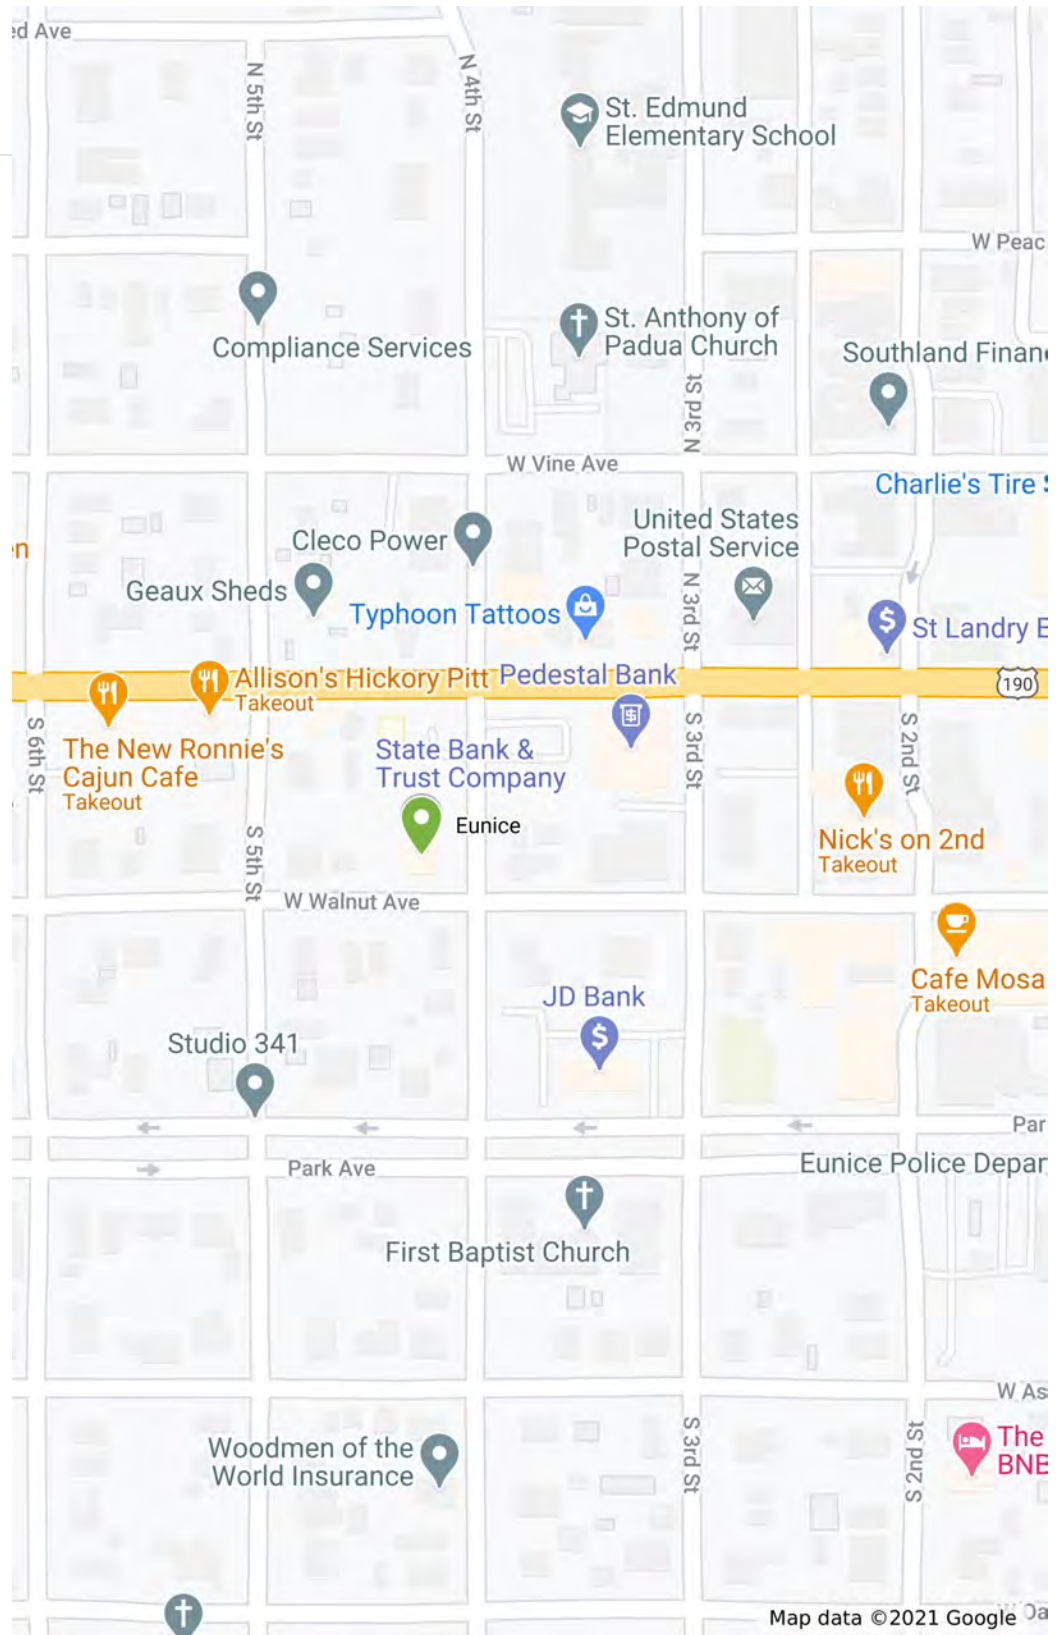 ed Ave
N 5th St
N 4th St
St. Edmund
Elementary School
W Peac
Compliance Services
St. Anthony of
Padua Church
N 3rd St
Southland Finan
W Vine Ave
Charlie's Tire S
en
Cleco Power
United States
Postal Service
Geaux Sheds
Typhoon Tattoos
N 3rd St
St Landry B
Allison's Hickory Pitt
Takeout
Pedestal Bank
190
S 6th St
The New Ronnie's
Cajun Cafe
Takeout
State Bank &
Trust Company
S 3rd St
S 2nd St
Eunice
Nick's on 2nd
Takeout
S 5th St
W Walnut Ave
JD Bank
Cafe Mosa
Takeout
Studio 341
Par
Park Ave
Eunice Police Depar
First Baptist Church
W As
Woodmen of the
World Insurance
S 3rd St
S 2nd St
The
BNB
W Oa
Map data ©2021 Google